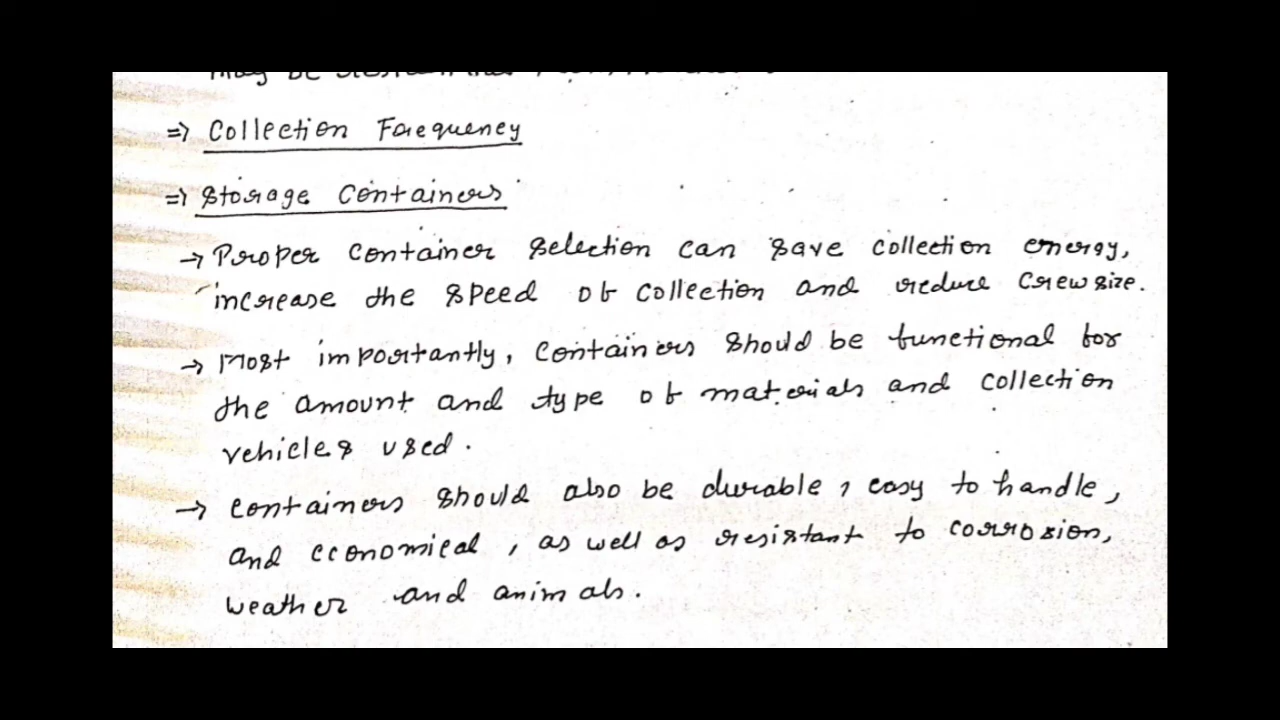 may be
=> Collection Frequency
=> Storage Containers
→ Proper container selection can save collection energy,
increase the speed of collection and reduce crew size.
→ Most importantly, containers should be functional for
the amount and type of materials and collection
vehicles used.
→ containers should also be durable, easy to handle,
and economical, as well as resistant to corrosion,
weather and animals.